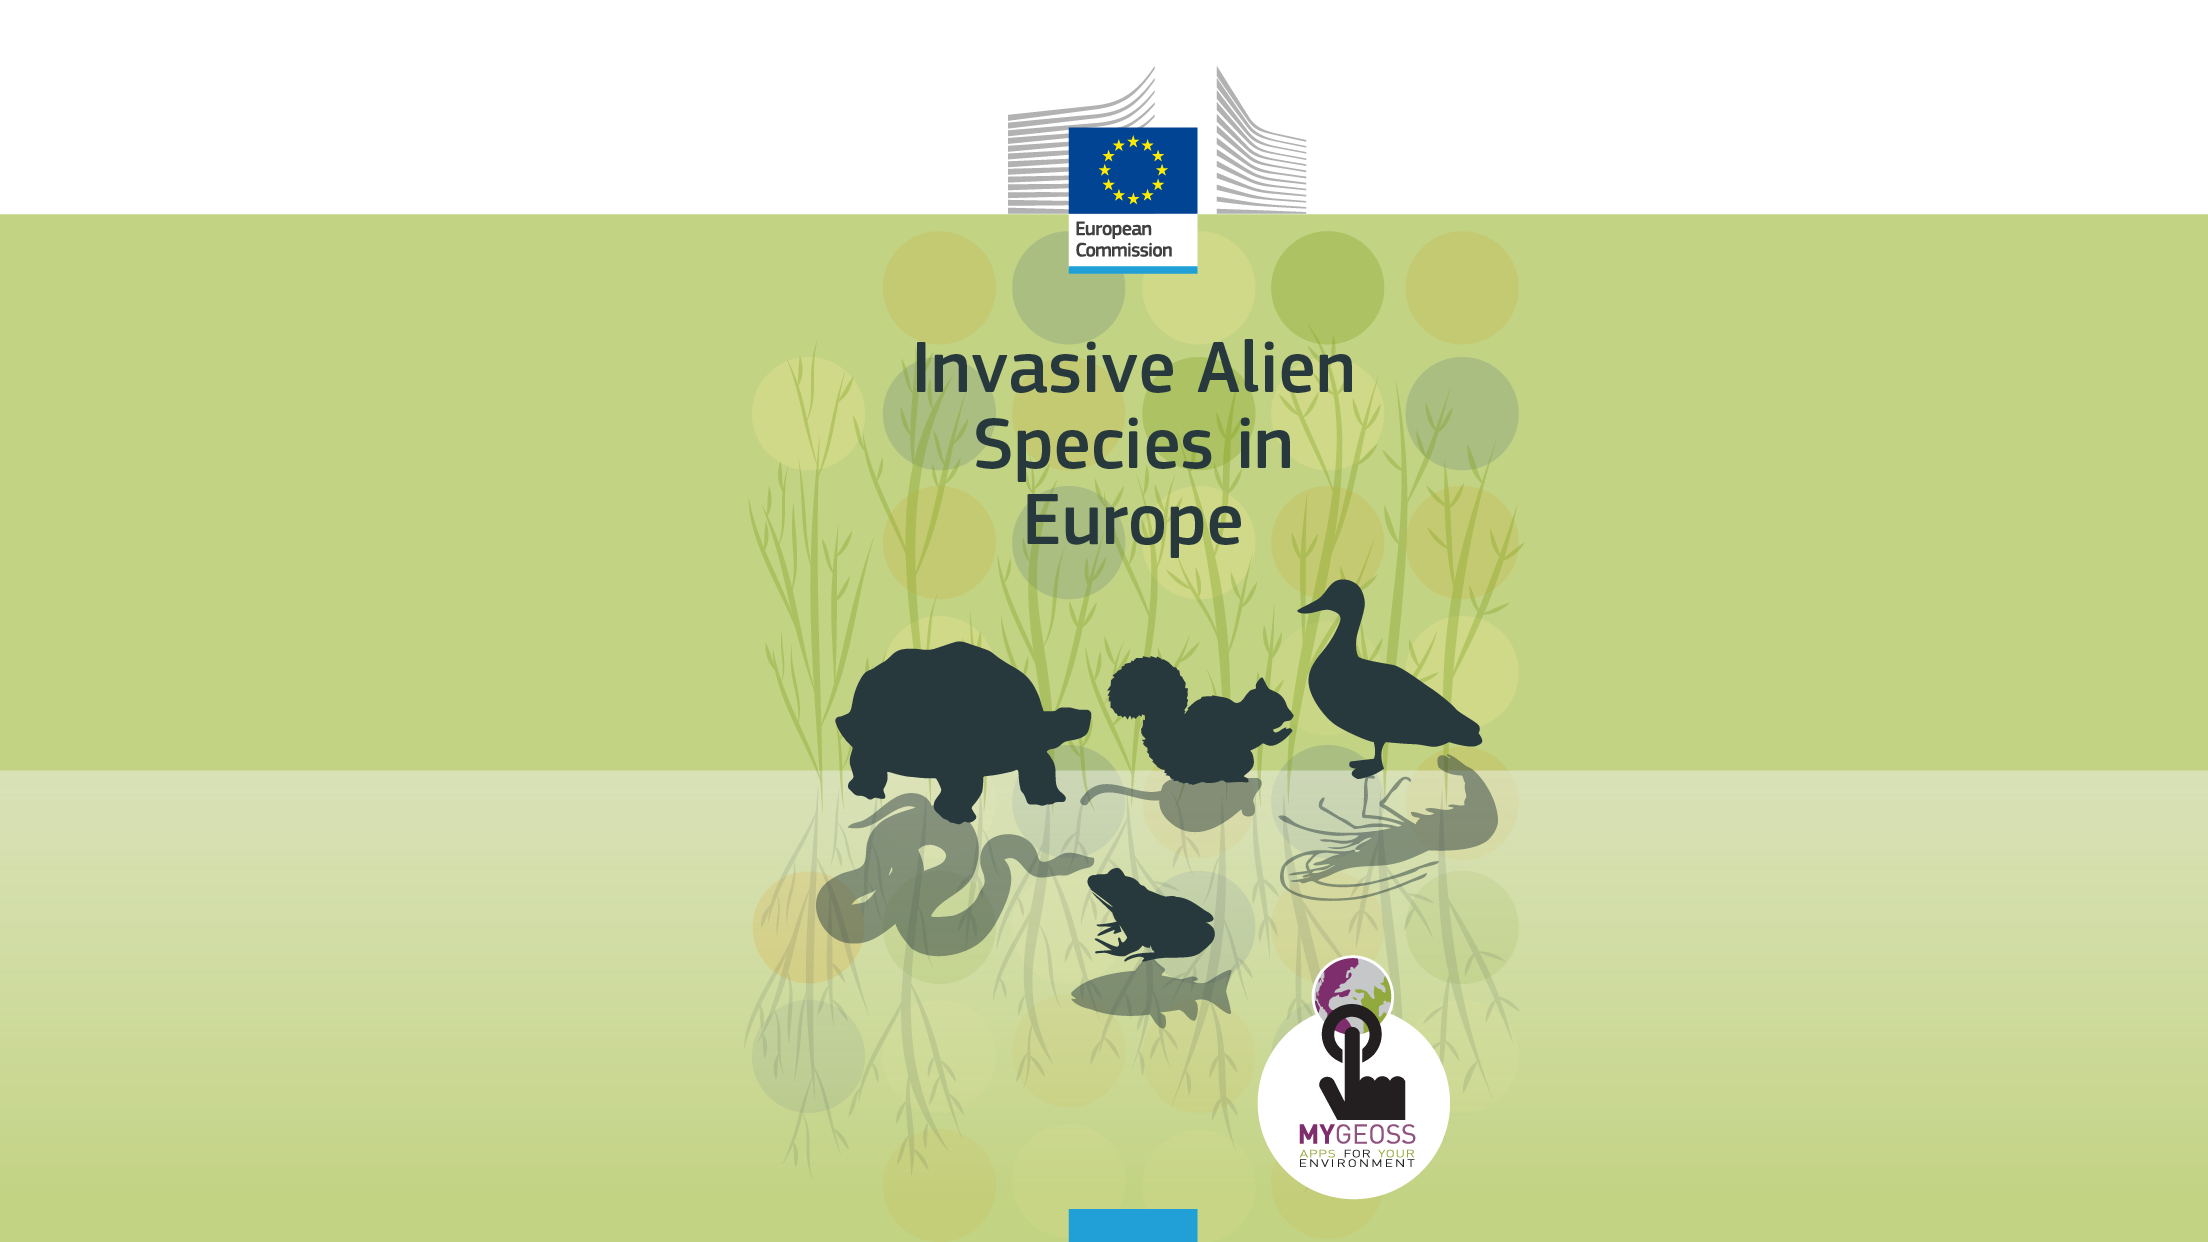 European
Commission
Invasive Alien
Species in
Europe
MYGEOSS
APPS FOR YOUR
ENVIRONMENT